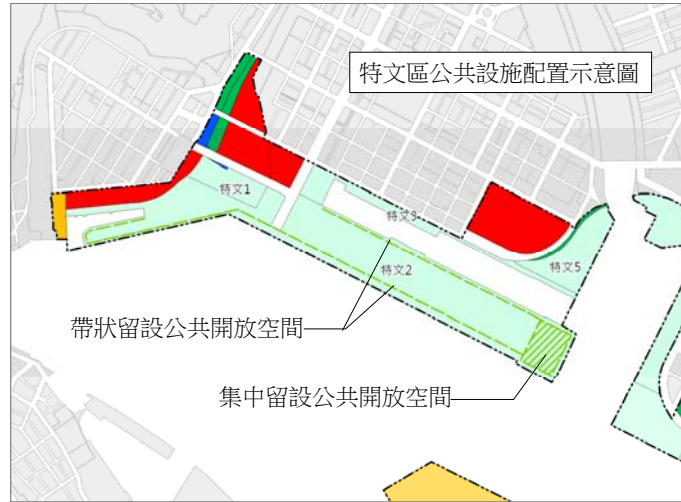 特文區公共設施配置示意圖
特文1
特文3
特文2
特文5
帶狀留設公共開放空間
集中留設公共開放空間